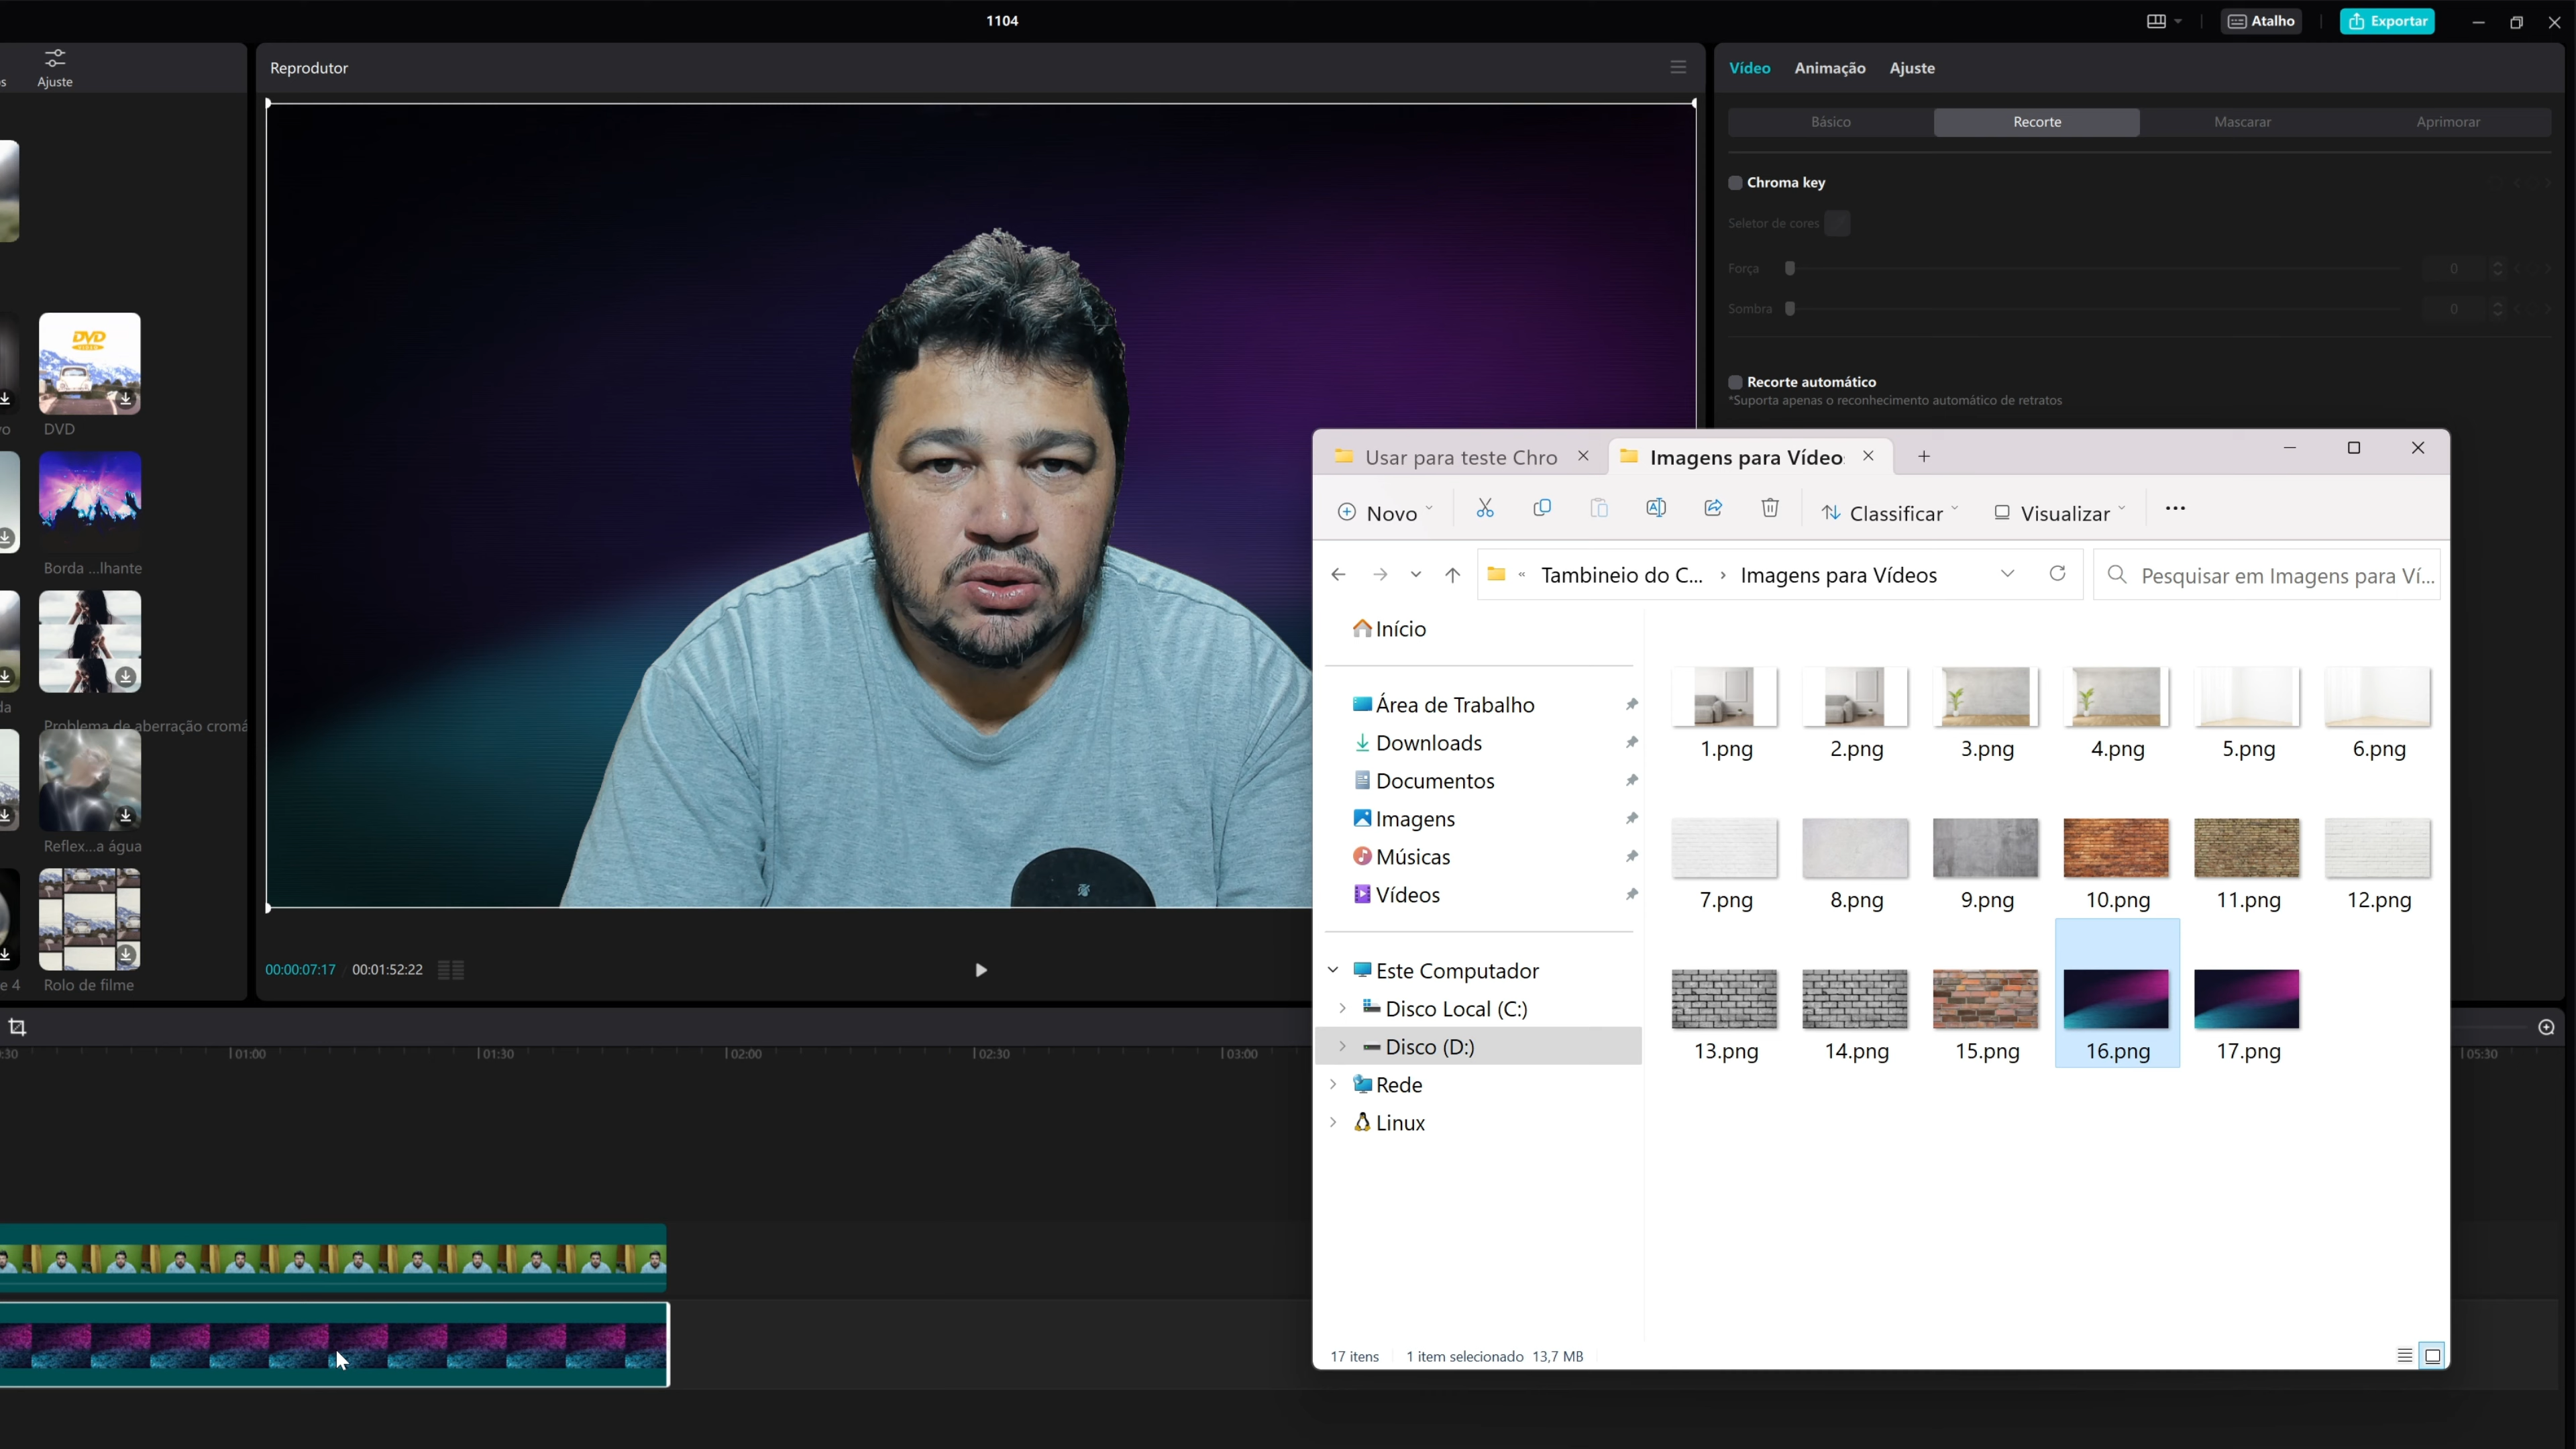 1104
Atalho
Exportar
s
Ajuste
Reprodutor
Vídeo
Animação
Ajuste
Básico
Recorte
Mascarar
Aprimorar
Chroma key
Seletor de cores
Força
0
Sombra
0
Recorte automático
*Suporta apenas o reconhecimento automático de retratos
DVD
VIDEO
vo
DVD
Borda ...lhante
da
Problema de aberração cromá
Reflex...a água
e 4
Rolo de filme
00:00:07:17
00:01:52:22
Usar para teste Chro
Imagens para Vídeo
Novo
Classificar
Visualizar
« Tambineio do C... › Imagens para Vídeos
Pesquisar em Imagens para Ví...
Início
Área de Trabalho
Downloads
Documentos
Imagens
Músicas
Vídeos
Este Computador
Disco Local (C:)
Disco (D:)
Rede
Linux
1.png
2.png
3.png
4.png
5.png
6.png
7.png
8.png
9.png
10.png
11.png
12.png
13.png
14.png
15.png
16.png
17.png
17 itens
1 item selecionado 13,7 MB
:30
01:00
01:30
02:00
02:30
03:00
05:30